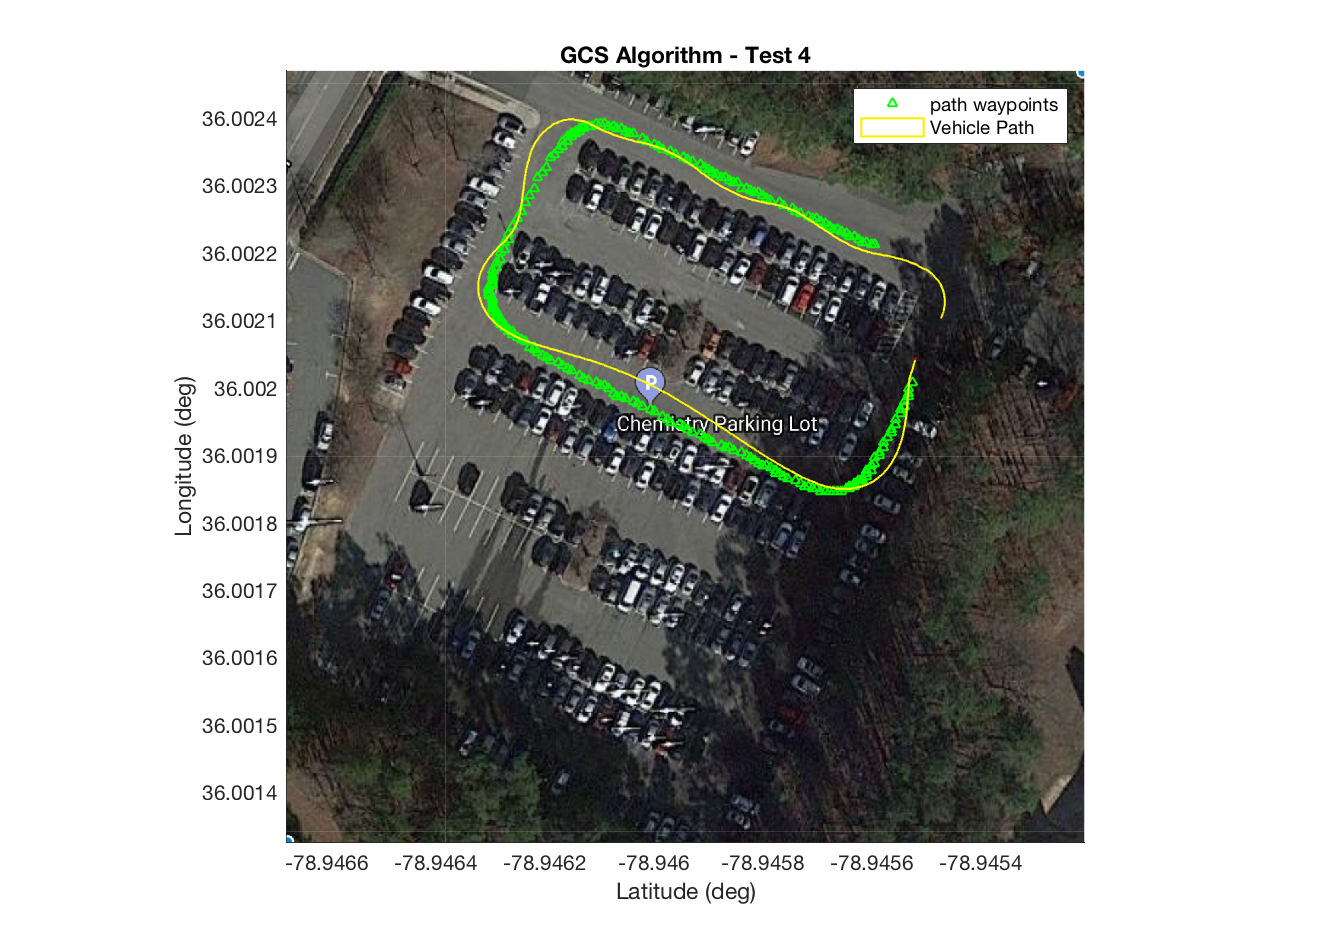 GCS Algorithm - Test 4
path waypoints
Vehicle Path
36.0024
36.0023
36.0022
36.0021
36.002
36.0019
36.0018
36.0017
36.0016
36.0015
36.0014
Longitude (deg)
P
Chemistry Parking Lot
-78.9466 -78.9464 -78.9462 -78.946 -78.9458 -78.9456 -78.9454
Latitude (deg)